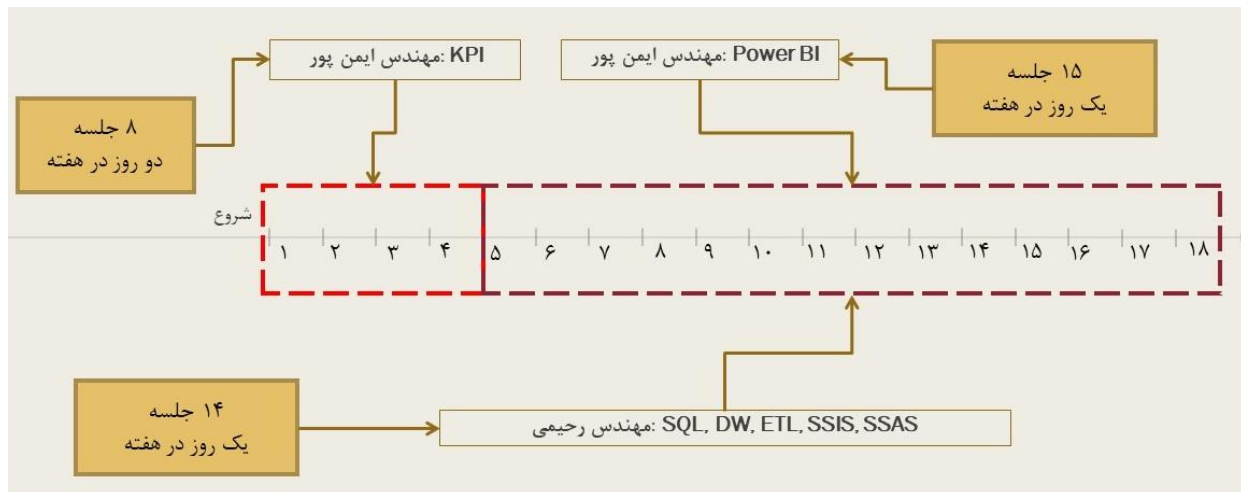 KPI :مهندس ایمن پور
Power BI :مهندس ایمن پور
۱۵ جلسه
یک روز در هفته
۸ جلسه
دو روز در هفته
شروع
۱ ۲ ۳ ۴ ۵ ۶ ۷ ۸ ۹ ۱۰ ۱۱ ۱۲ ۱۳ ۱۴ ۱۵ ۱۶ ۱۷ ۱۸
۱۴ جلسه
یک روز در هفته
SQL, DW, ETL, SSIS, SSAS :مهندس رحیمی